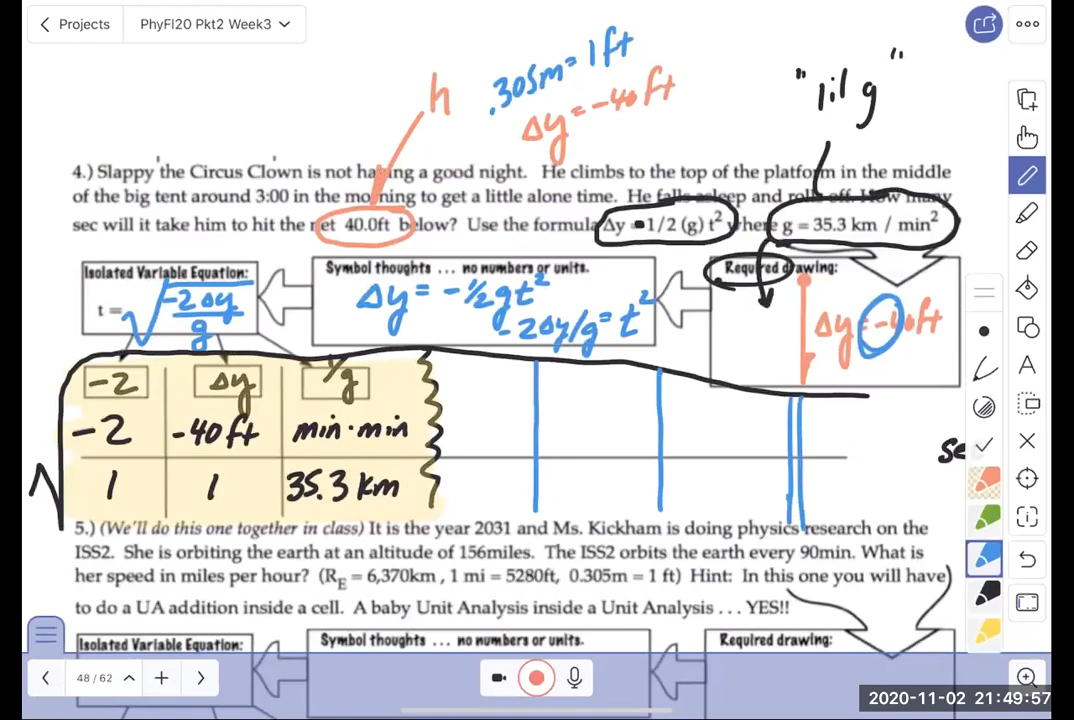 Projects
PhyFl20 Pkt2 Week3
h
.305m = 1ft
Δy = -40ft
"lil g"
4.) Slappy the Circus Clown is not having a good night. He climbs to the top of the platform in the middle
of the big tent around 3:00 in the morning to get a little alone time. He falls asleep and rolls off. How many
sec will it take him to hit the net 40.0ft below? Use the formula Δy = -1/2 (g) t² where g = 35.3 km / min²
Isolated Variable Equation:
Symbol thoughts ... no numbers or units.
Required drawing:
t = √-2Δy/g
Δy = -½gt²
-2Δy/g = t²
Δy = -40ft
-2 Δy 1/g
-2 -40ft min·min
1 1 35.3 km
5.) (We'll do this one together in class) It is the year 2031 and Ms. Kickham is doing physics research on the
ISS2. She is orbiting the earth at an altitude of 156miles. The ISS2 orbits the earth every 90min. What is
her speed in miles per hour? (RE = 6,370km , 1 mi = 5280ft, 0.305m = 1 ft) Hint: In this one you will have
to do a UA addition inside a cell. A baby Unit Analysis inside a Unit Analysis ... YES!!
Isolated Variable Equation:
Symbol thoughts ... no numbers or units.
Required drawing:
48 / 62
2020-11-02 21:49:57